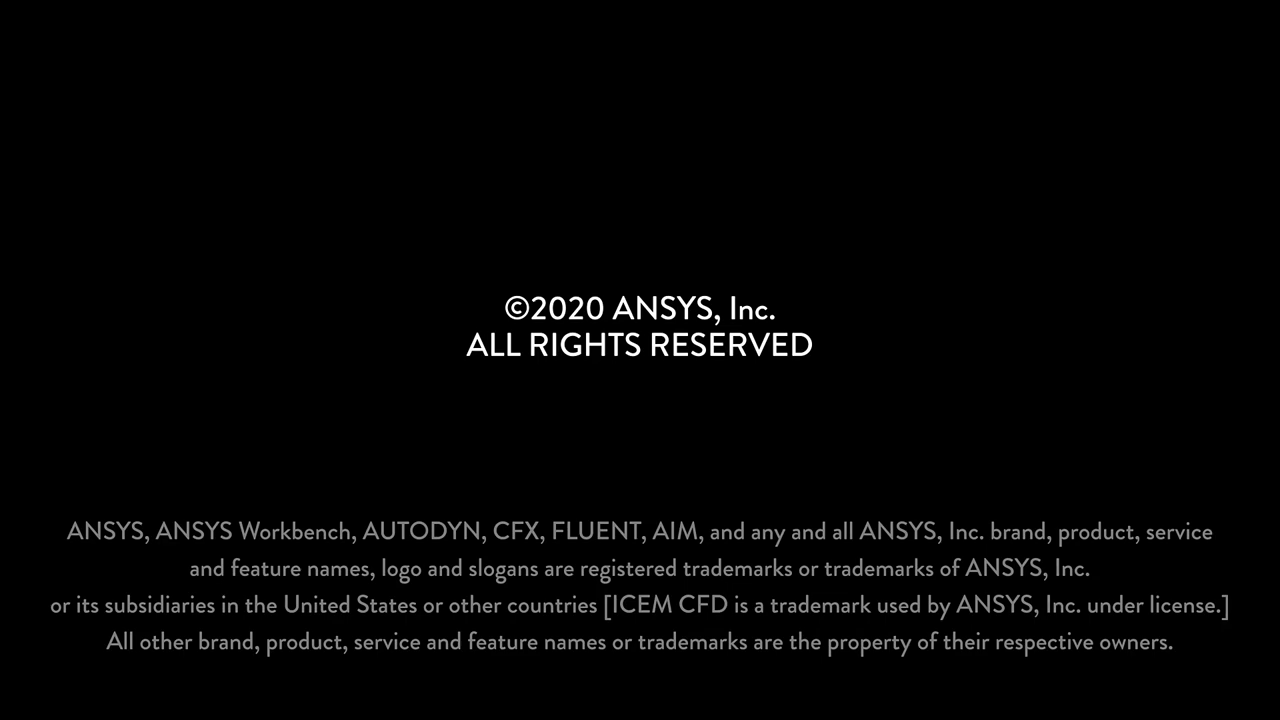 ©2020 ANSYS, Inc.
ALL RIGHTS RESERVED
ANSYS, ANSYS Workbench, AUTODYN, CFX, FLUENT, AIM, and any and all ANSYS, Inc. brand, product, service
and feature names, logo and slogans are registered trademarks or trademarks of ANSYS, Inc.
or its subsidiaries in the United States or other countries [ICEM CFD is a trademark used by ANSYS, Inc. under license.]
All other brand, product, service and feature names or trademarks are the property of their respective owners.